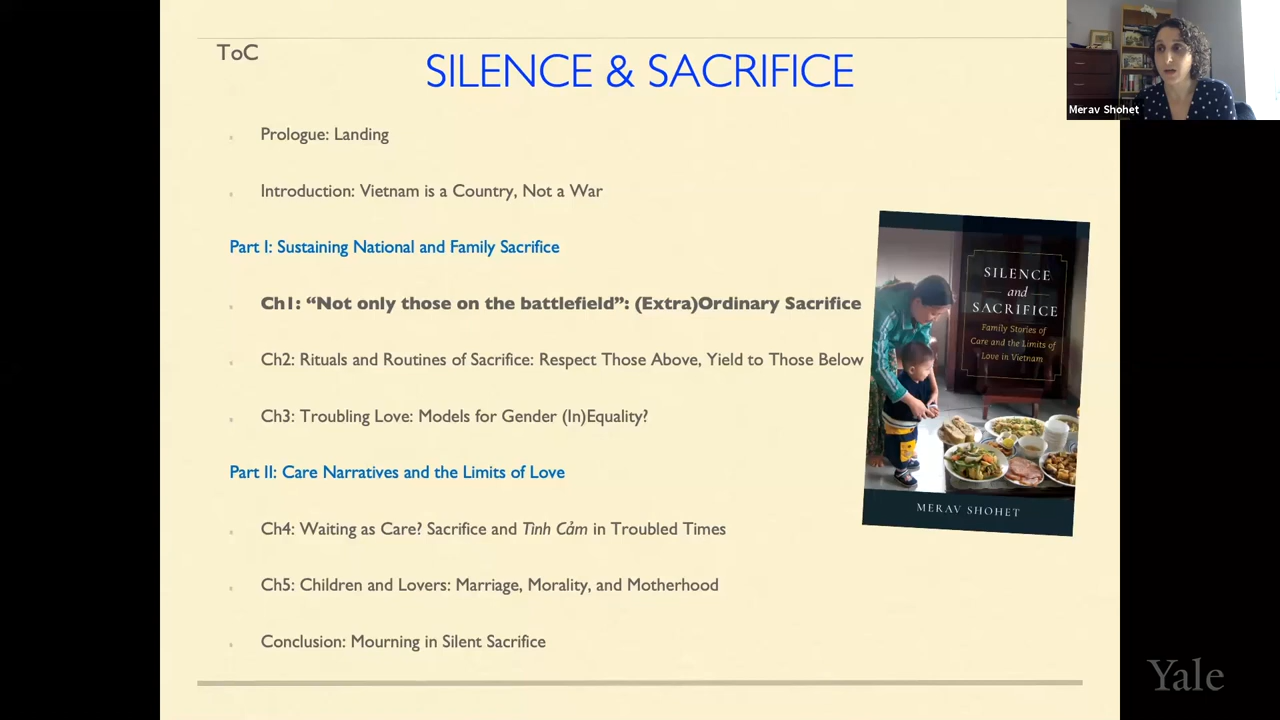 ToC
SILENCE & SACRIFICE
Merav Shohet
Prologue: Landing
Introduction: Vietnam is a Country, Not a War
Part I: Sustaining National and Family Sacrifice
Ch1: “Not only those on the battlefield”: (Extra)Ordinary Sacrifice
Ch2: Rituals and Routines of Sacrifice: Respect Those Above, Yield to Those Below
Ch3: Troubling Love: Models for Gender (In)Equality?
Part II: Care Narratives and the Limits of Love
Ch4: Waiting as Care? Sacrifice and Tình Cảm in Troubled Times
Ch5: Children and Lovers: Marriage, Morality, and Motherhood
Conclusion: Mourning in Silent Sacrifice
SILENCE
and
SACRIFICE
Family Stories of
Care and the Limits of
Love in Vietnam
MERAV SHOHET
Yale